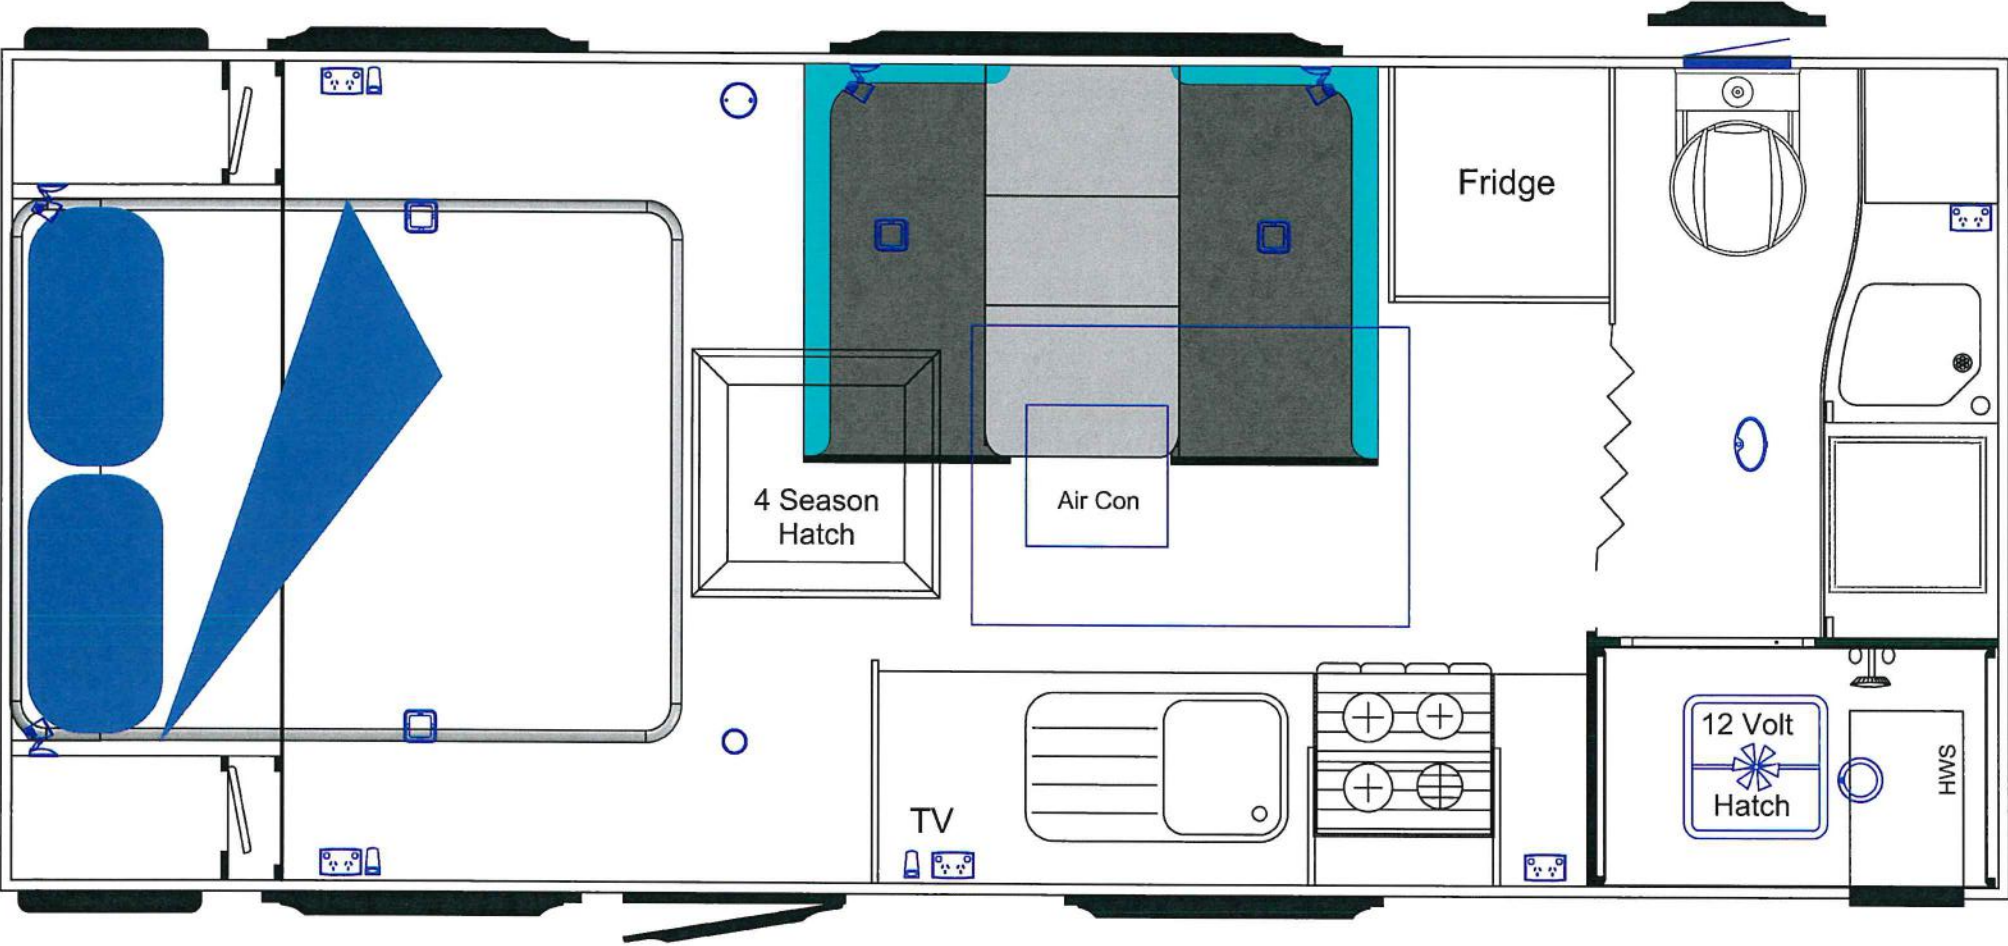 Fridge
4 Season
Hatch
Air Con
TV
12 Volt
Hatch
HWS